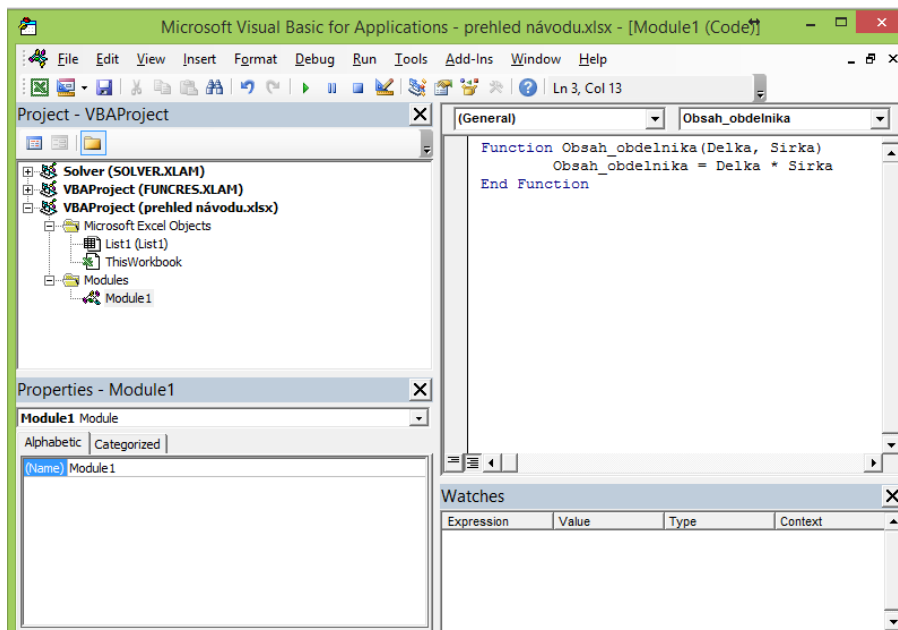 Microsoft Visual Basic for Applications - prehled návodu.xlsx - [Module1 (Code)]
File Edit View Insert Format Debug Run Tools Add-Ins Window Help
Ln 3, Col 13
Project - VBAProject
Solver (SOLVER.XLAM)
VBAProject (FUNCRES.XLAM)
VBAProject (prehled návodu.xlsx)
Microsoft Excel Objects
List1 (List1)
ThisWorkbook
Modules
Module1
Properties - Module1
Module1 Module
Alphabetic Categorized
(Name) Module1
(General) Obsah_obdelnika
Function Obsah_obdelnika(Delka, Sirka)
Obsah_obdelnika = Delka * Sirka
End Function
Watches
Expression Value Type Context